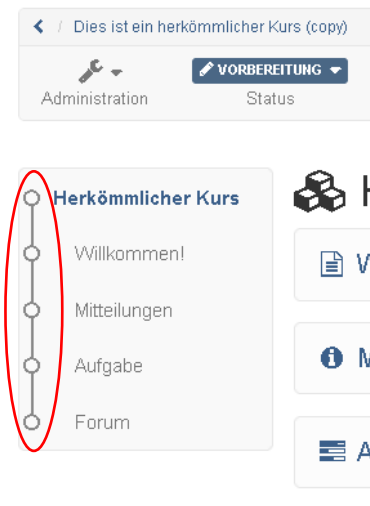 / Dies ist ein herkömmlicher Kurs (copy)
VORBEREITUNG
Administration
Status
Herkömmlicher Kurs
Willkommen!
Mitteilungen
Aufgabe
Forum
H
W
M
A